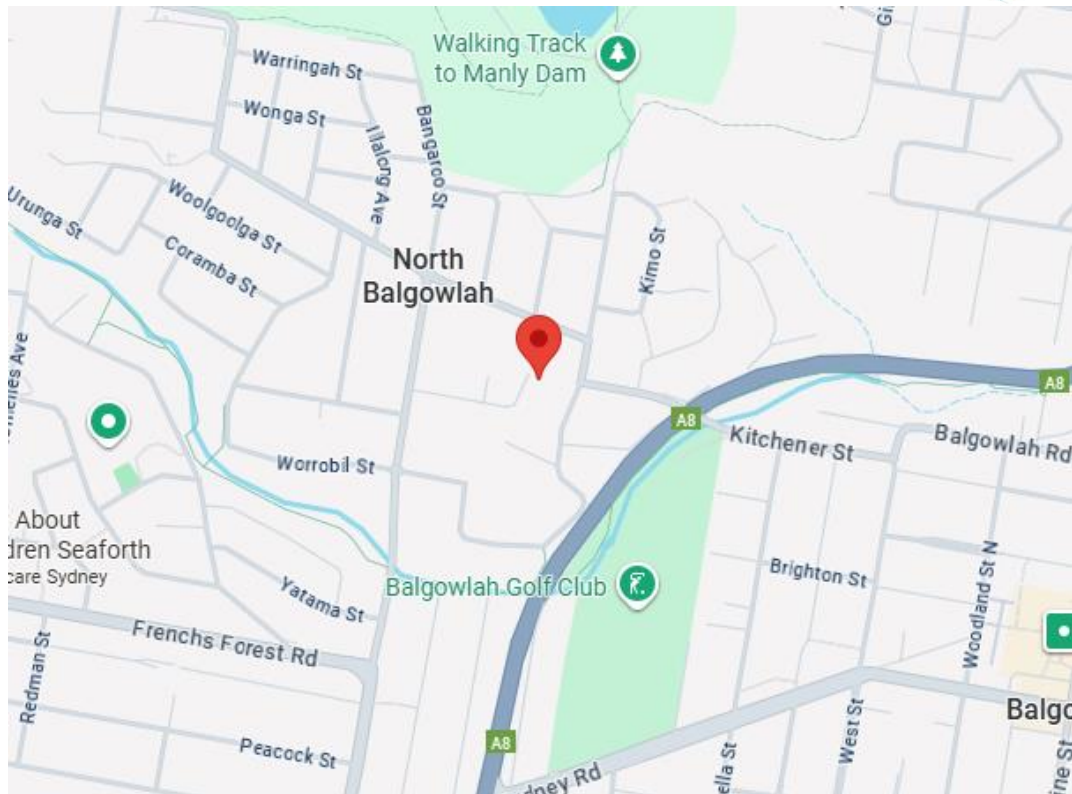 Walking Track
to Manly Dam
Warringah St
Wonga St
Illalong Ave
Bangaroo St
Urunga St
Woolgoolga St
Coramba St
North
Balgowlah
Kimo St
A8
A8
Kitchener St
Balgowlah Rd
Worrobil St
About
dren Seaforth
care Sydney
Yatama St
Balgowlah Golf Club
Brighton St
Woodland St N
Frenchs Forest Rd
Redman St
Peacock St
A8
West St
Balgo
dney Rd
ella St
ine St
Gi